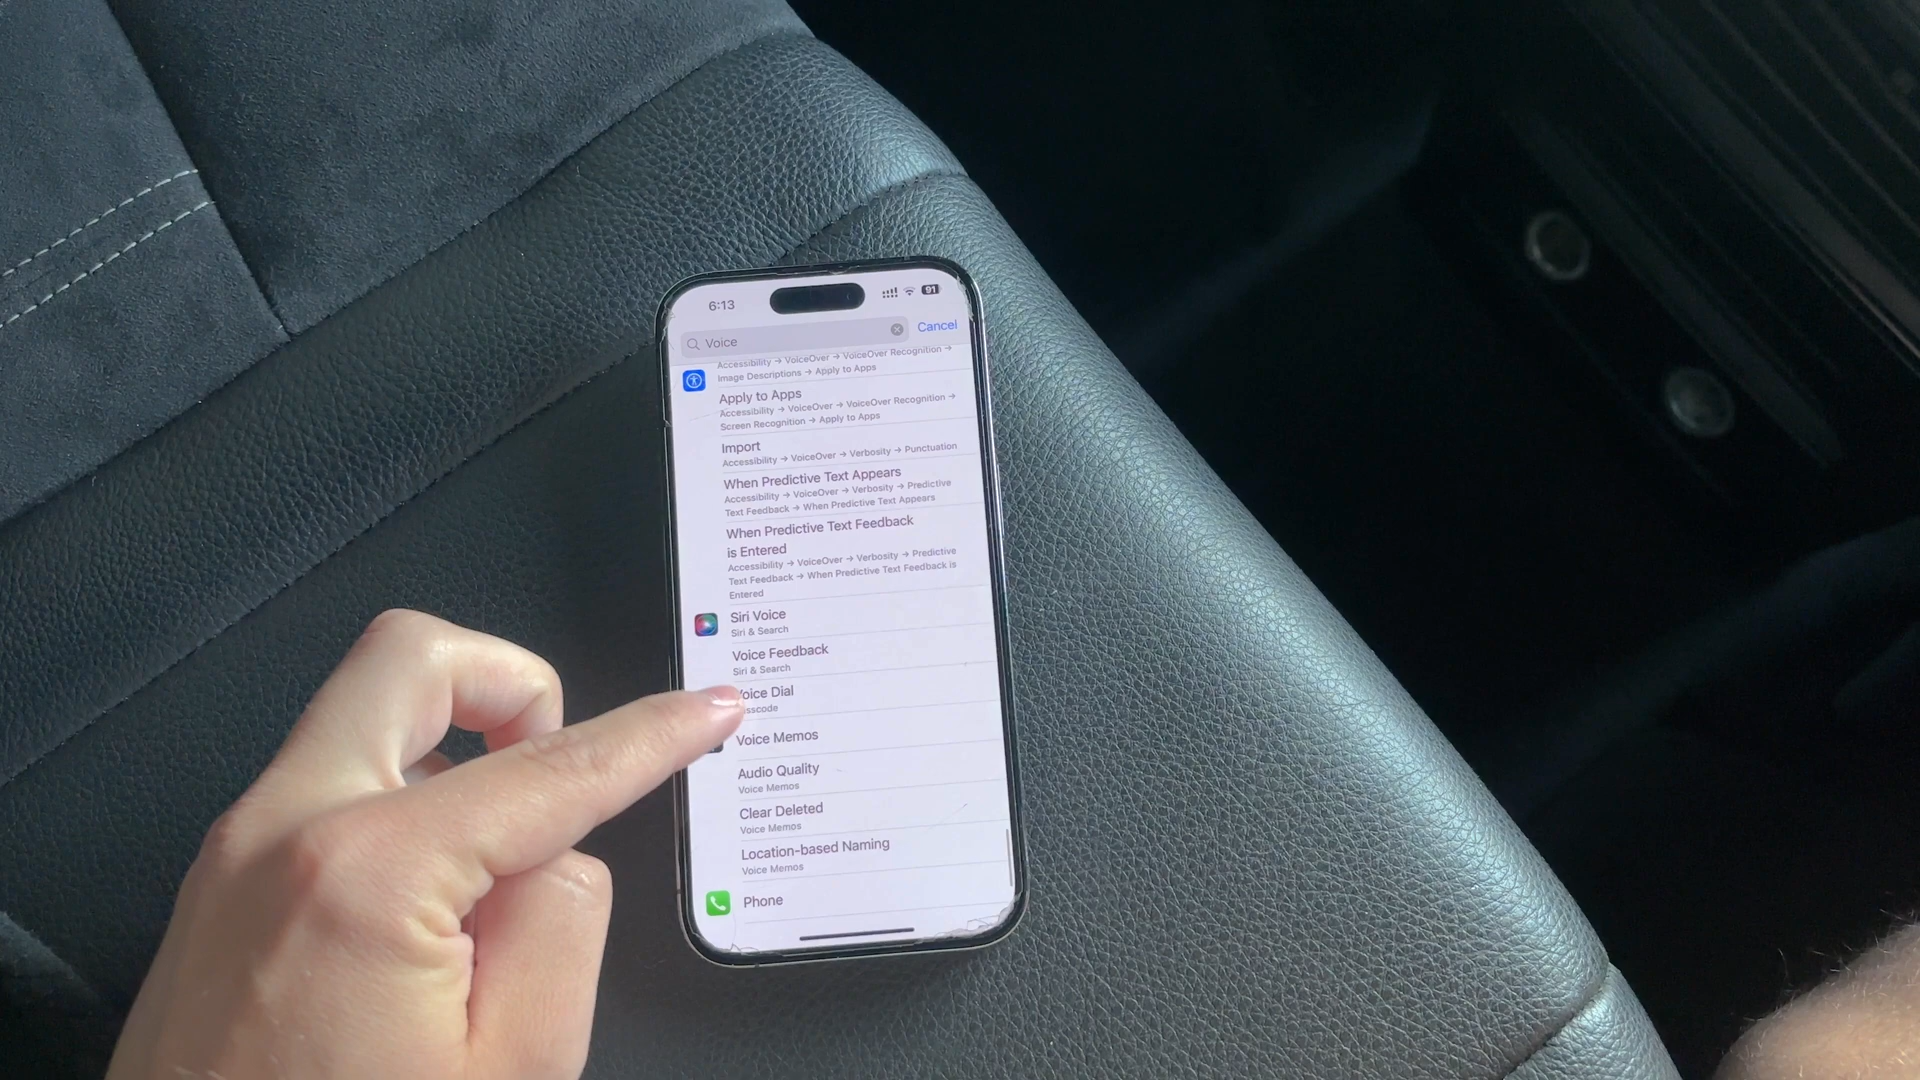 6:13
91
Voice
Cancel
Accessibility → VoiceOver → VoiceOver Recognition →
Image Descriptions → Apply to Apps
Apply to Apps
Accessibility → VoiceOver → VoiceOver Recognition →
Screen Recognition → Apply to Apps
Import
Accessibility → VoiceOver → Verbosity → Punctuation
When Predictive Text Appears
Accessibility → VoiceOver → Verbosity → Predictive
Text Feedback → When Predictive Text Appears
When Predictive Text Feedback
is Entered
Accessibility → VoiceOver → Verbosity → Predictive
Text Feedback → When Predictive Text Feedback is
Entered
Siri Voice
Siri & Search
Voice Feedback
Siri & Search
Voice Dial
sscode
Voice Memos
Audio Quality
Voice Memos
Clear Deleted
Voice Memos
Location-based Naming
Voice Memos
Phone